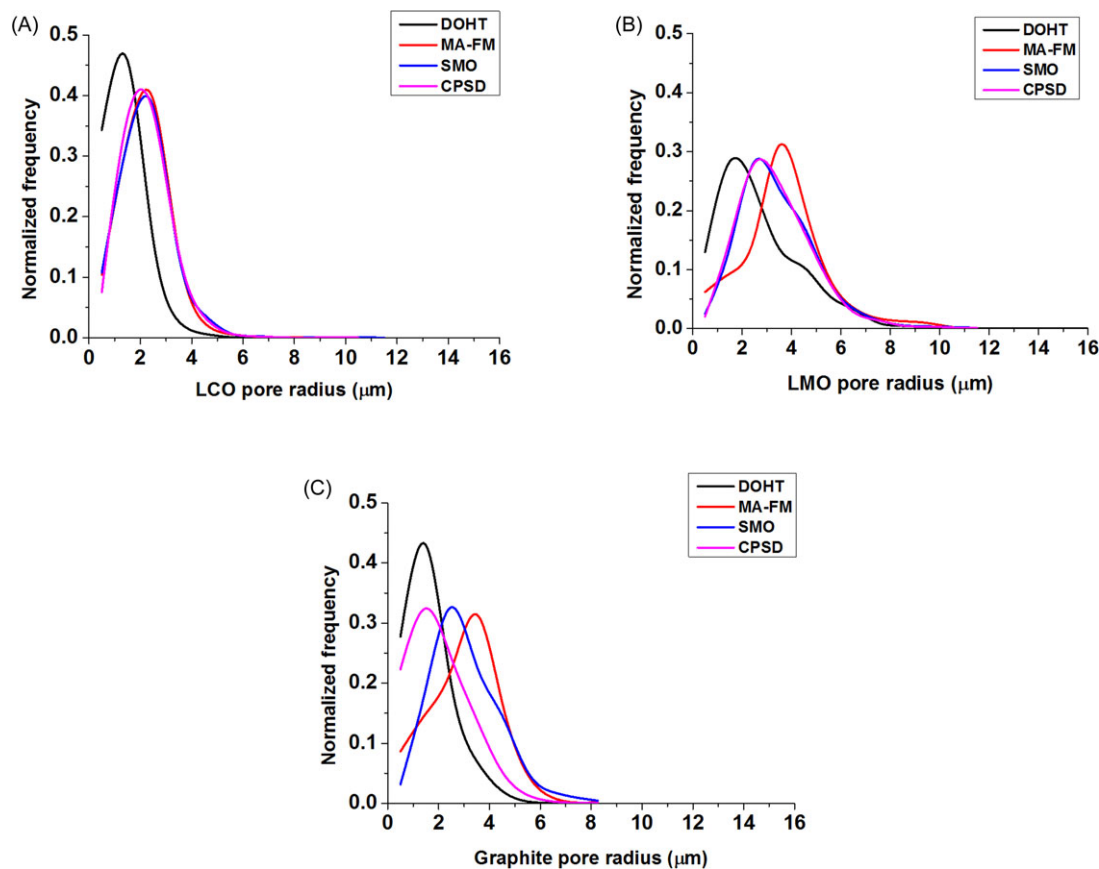 (A)
DOHT
MA-FM
SMO
CPSD
0.5
0.4
0.3
0.2
0.1
0.0
Normalized frequency
0 2 4 6 8 10 12 14 16
LCO pore radius (μm)
(B)
DOHT
MA-FM
SMO
CPSD
0.5
0.4
0.3
0.2
0.1
0.0
Normalized frequency
0 2 4 6 8 10 12 14 16
LMO pore radius (μm)
(C)
DOHT
MA-FM
SMO
CPSD
0.5
0.4
0.3
0.2
0.1
0.0
Normalized frequency
0 2 4 6 8 10 12 14 16
Graphite pore radius (μm)